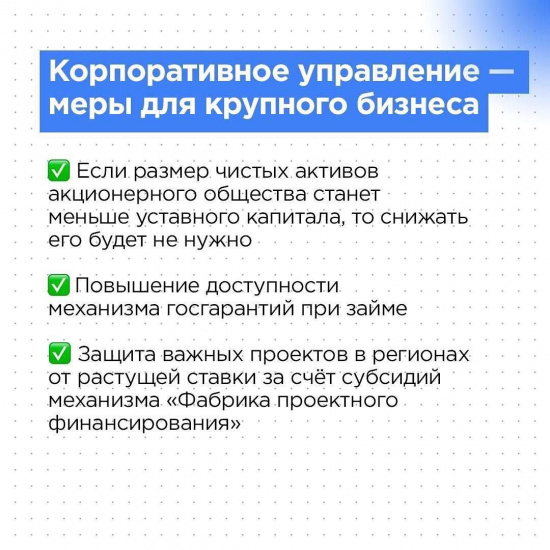 Корпоративное управление —
меры для крупного бизнеса
✅ Если размер чистых активов
акционерного общества станет
меньше уставного капитала, то снижать
его будет не нужно
✅ Повышение доступности
механизма госгарантий при займе
✅ Защита важных проектов в регионах
от растущей ставки за счёт субсидий
механизма «Фабрика проектного
финансирования»